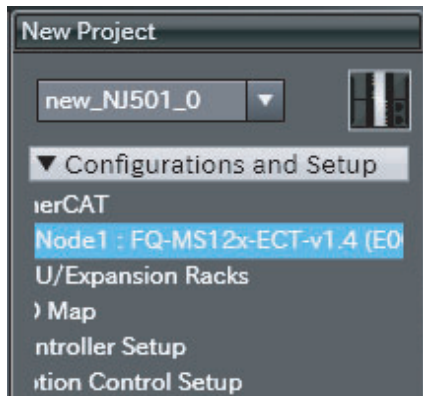 New Project
new_NJ501_0
▼ Configurations and Setup
herCAT
Node1 : FQ-MS12x-ECT-v1.4 (E0
U/Expansion Racks
Map
ntroller Setup
tion Control Setup